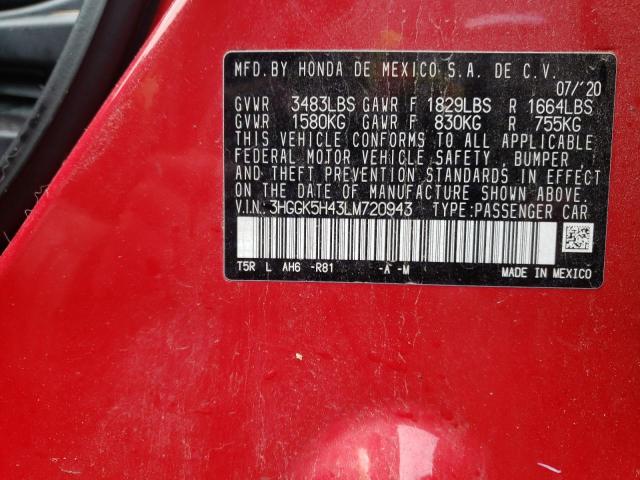 MFD.BY HONDA DE MEXICO S.A. DE C.V.
07/'20
GVWR 3483LBS GAWR F 1829LBS R 1664LBS
GVWR 1580KG GAWR F 830KG R 755KG
THIS VEHICLE CONFORMS TO ALL APPLICABLE
FEDERAL MOTOR VEHICLE SAFETY, BUMPER
AND THEFT PREVENTION STANDARDS IN EFFECT
ON THE DATE OF MANUFACTURE SHOWN ABOVE.
V.I.N.: 3HGGK5H43LM720943 TYPE:PASSENGER CAR
T5R L AH6 -R81 -A -M
MADE IN MEXICO